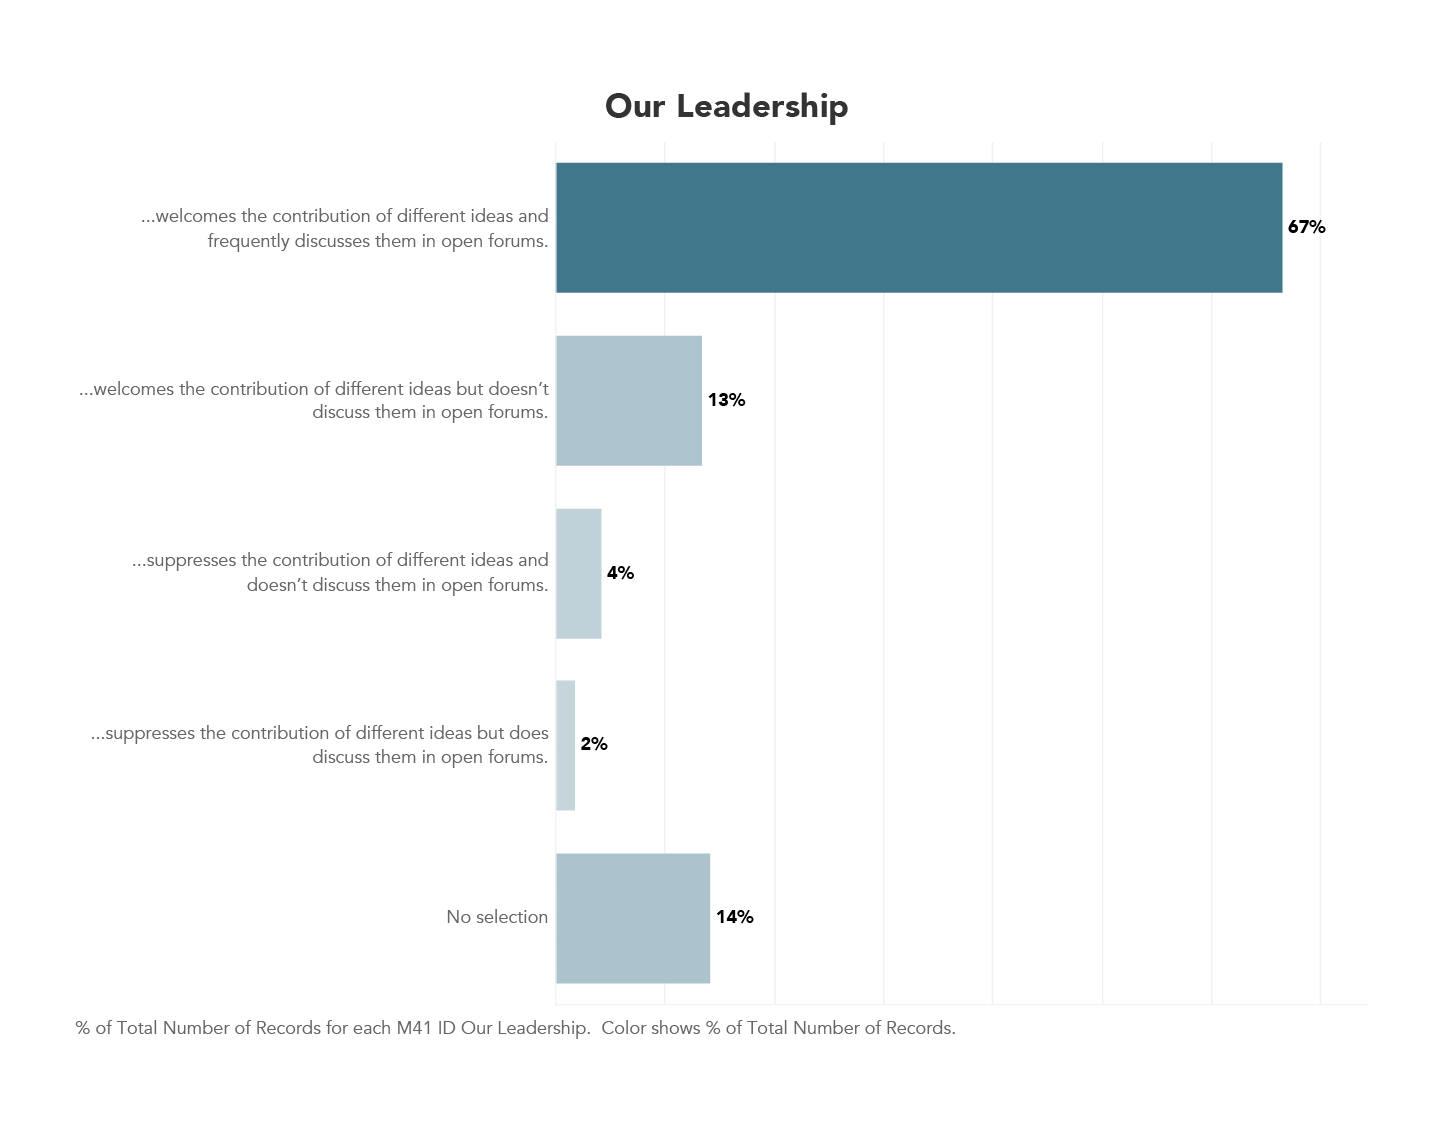 Our Leadership
...welcomes the contribution of different ideas and
frequently discusses them in open forums.
67%
...welcomes the contribution of different ideas but doesn’t
discuss them in open forums.
13%
...suppresses the contribution of different ideas and
doesn’t discuss them in open forums.
4%
...suppresses the contribution of different ideas but does
discuss them in open forums.
2%
No selection
14%
% of Total Number of Records for each M41 ID Our Leadership.  Color shows % of Total Number of Records.